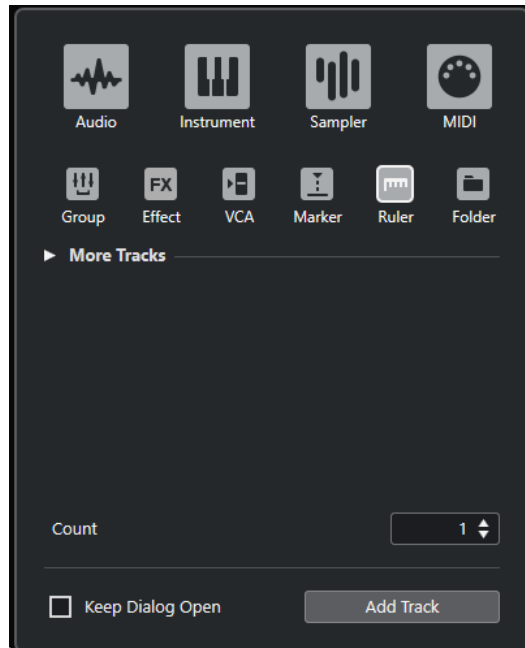 Audio Instrument Sampler MIDI
FX
Group Effect VCA Marker Ruler Folder
More Tracks
Count 1
Keep Dialog Open Add Track